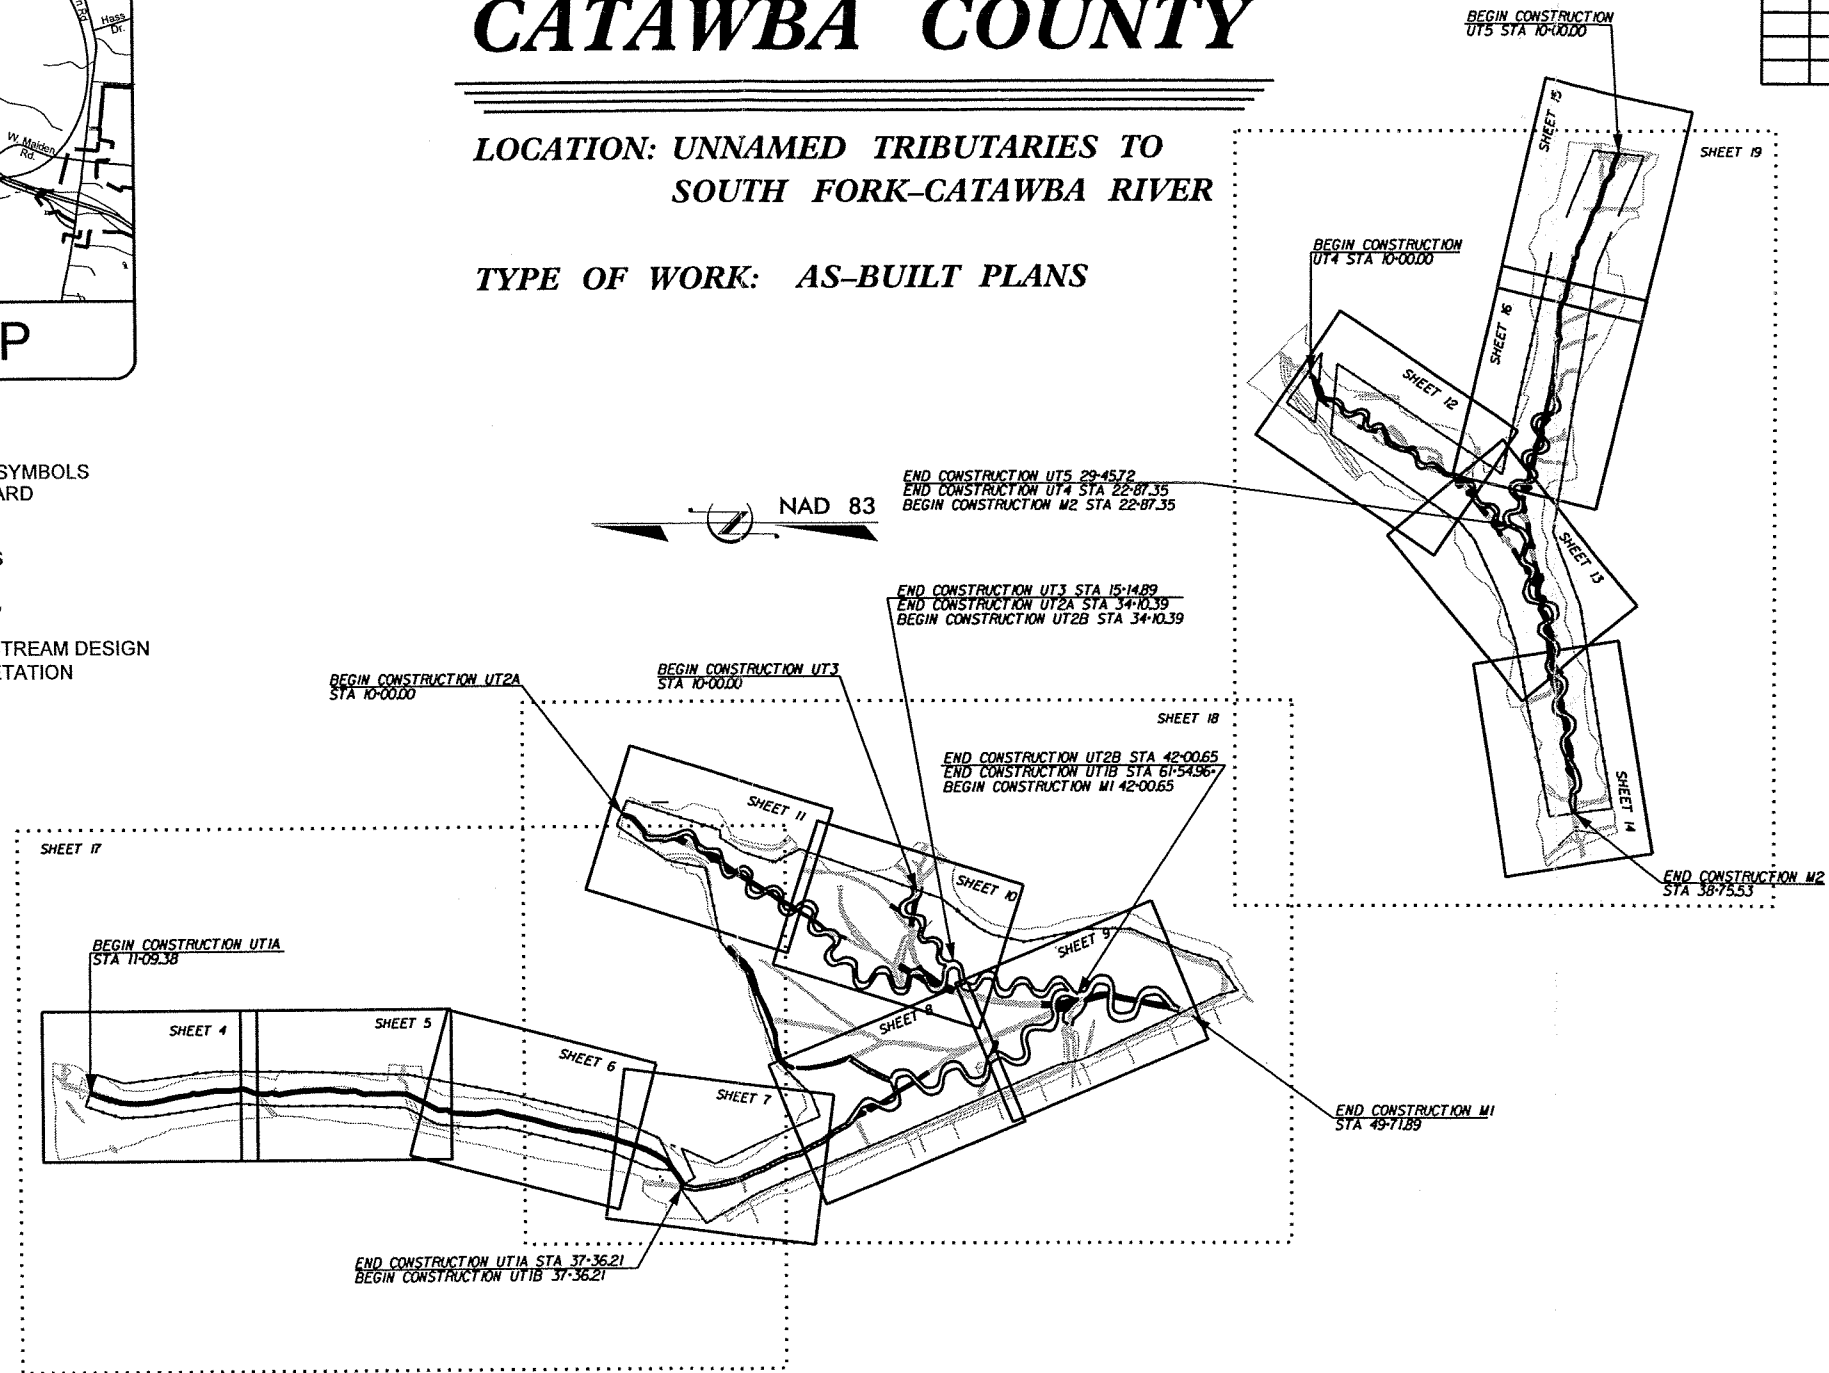 CATAWBA COUNTY
LOCATION: UNNAMED TRIBUTARIES TO
SOUTH FORK–CATAWBA RIVER
TYPE OF WORK: AS–BUILT PLANS
Hass
Dr.
W. Maiden
Rd.
P
SYMBOLS
ARD
S
TREAM DESIGN
ETATION
NAD 83
BEGIN CONSTRUCTION
UT5 STA 10+00.00
SHEET 15
SHEET 19
BEGIN CONSTRUCTION
UT4 STA 10+00.00
SHEET 16
SHEET 12
END CONSTRUCTION UT5 29+45.72
END CONSTRUCTION UT4 STA 22+87.35
BEGIN CONSTRUCTION M2 STA 22+87.35
SHEET 13
END CONSTRUCTION UT3 STA 15+14.89
END CONSTRUCTION UT2A STA 34+10.39
BEGIN CONSTRUCTION UT2B STA 34+10.39
BEGIN CONSTRUCTION UT2A
STA 10+00.00
BEGIN CONSTRUCTION UT3
STA 10+00.00
SHEET 18
END CONSTRUCTION UT2B STA 42+00.65
END CONSTRUCTION UT1B STA 61+54.96
BEGIN CONSTRUCTION M1 42+00.65
SHEET 14
END CONSTRUCTION M2
STA 38+75.53
SHEET 11
SHEET 17
SHEET 10
SHEET 9
BEGIN CONSTRUCTION UT1A
STA 11+09.38
SHEET 4
SHEET 5
SHEET 8
SHEET 6
SHEET 7
END CONSTRUCTION M1
STA 49+71.89
END CONSTRUCTION UT1A STA 37+36.21
BEGIN CONSTRUCTION UT1B 37+36.21